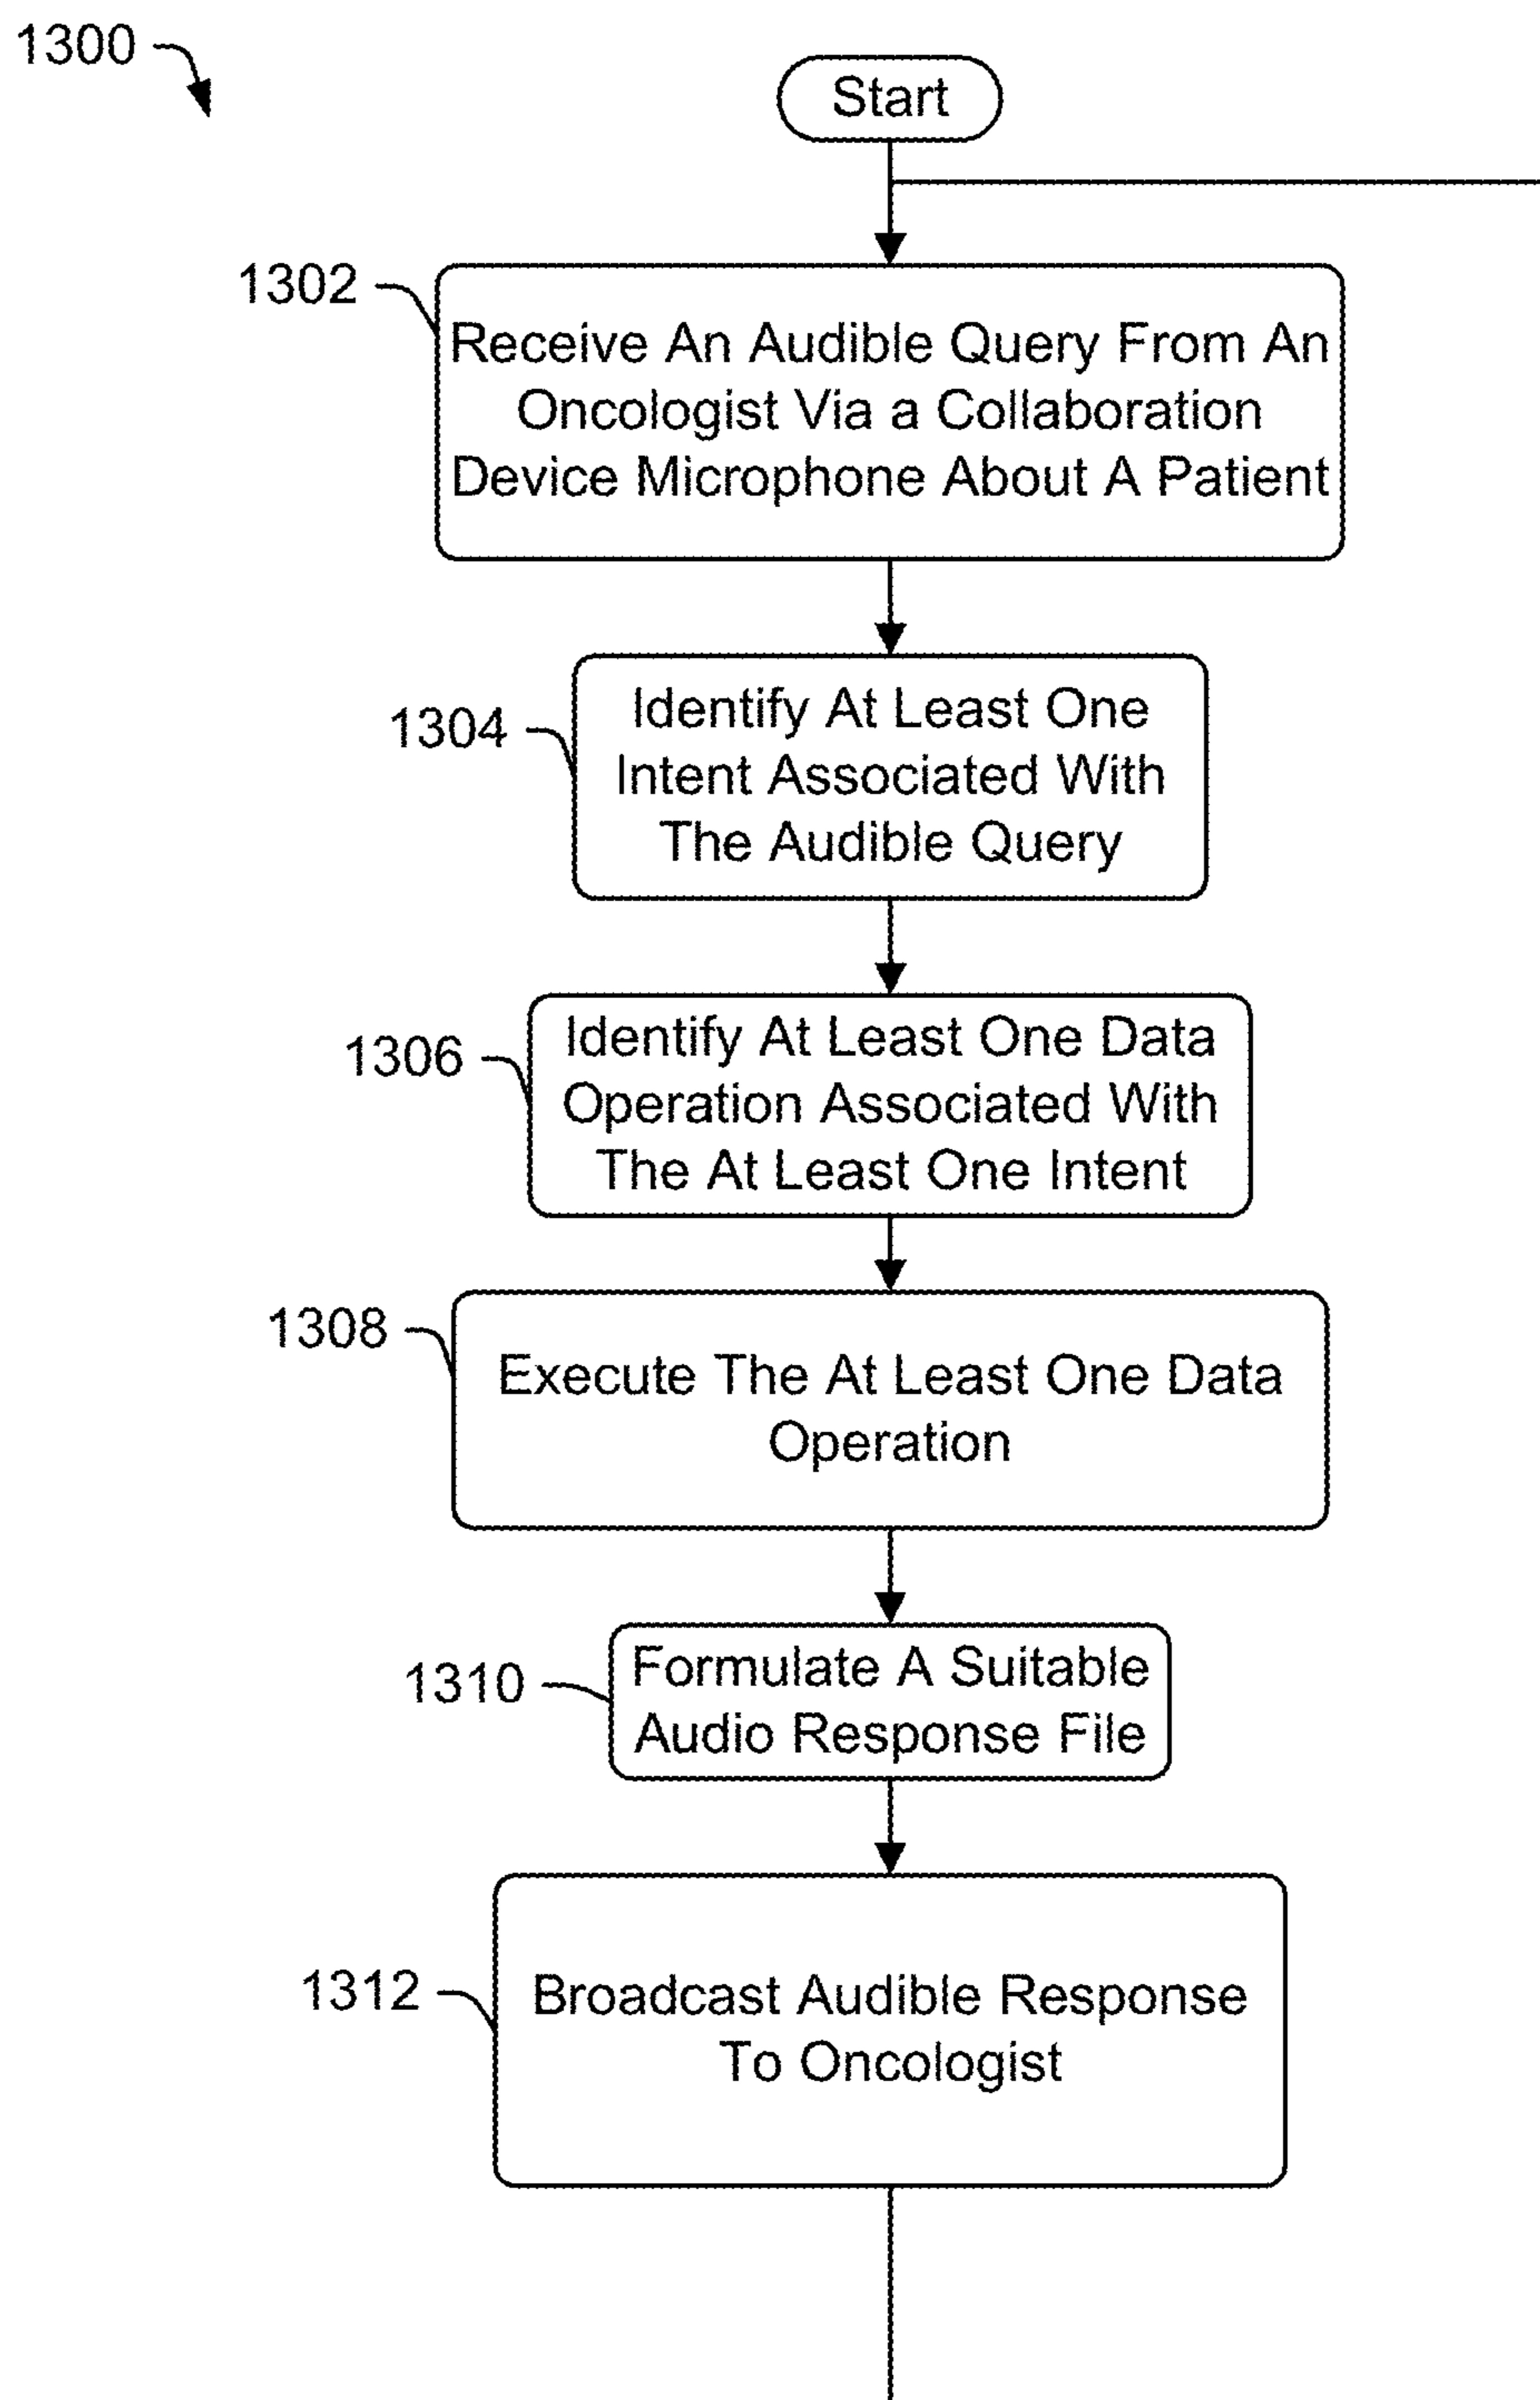 1300
Start
1302
Receive An Audible Query From An
Oncologist Via a Collaboration
Device Microphone About A Patient
1304
Identify At Least One
Intent Associated With
The Audible Query
1306
Identify At Least One Data
Operation Associated With
The At Least One Intent
1308
Execute The At Least One Data
Operation
1310
Formulate A Suitable
Audio Response File
1312
Broadcast Audible Response
To Oncologist